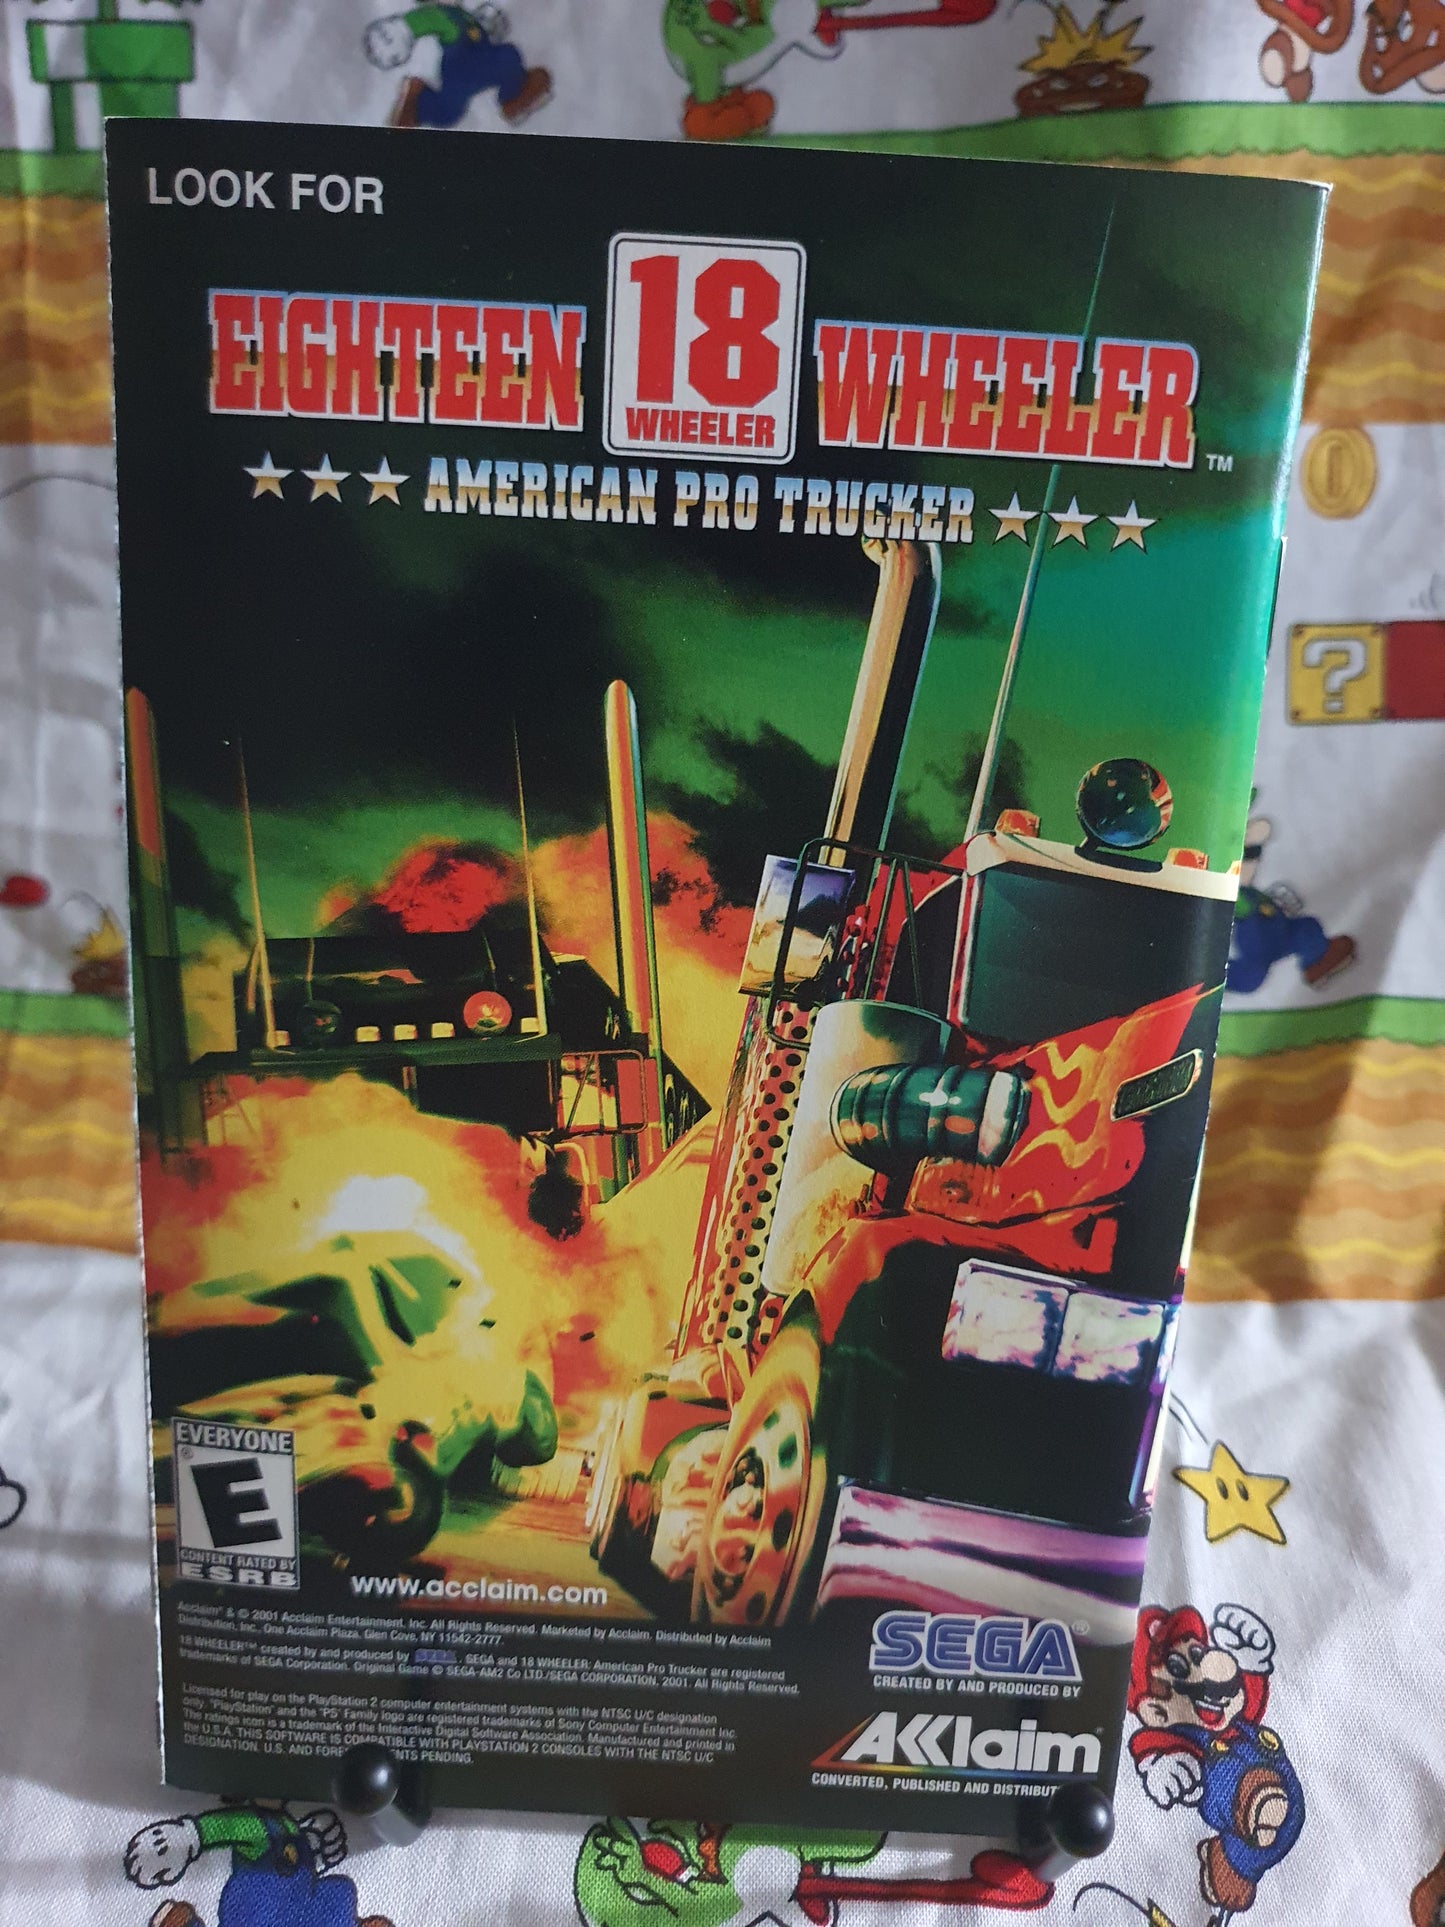 LOOK FOR
EIGHTEEN 18 WHEELER WHEELER™
AMERICAN PRO TRUCKER
EVERYONE
E
CONTENT RATED BY
ESRB
www.acclaim.com
Acclaim® & © 2001 Acclaim Entertainment, Inc. All Rights Reserved. Marketed by Acclaim. Distributed by Acclaim
Distribution, Inc., One Acclaim Plaza, Glen Cove, NY 11542-2777.
18 WHEELER™ created by and produced by SEGA. SEGA and 18 WHEELER: American Pro Trucker are registered
trademarks of SEGA Corporation. Original Game © SEGA-AM2 Co LTD./SEGA CORPORATION, 2001. All Rights Reserved.
Licensed for play on the PlayStation 2 computer entertainment systems with the NTSC U/C designation
only. "PlayStation" and the "PS" Family logo are registered trademarks of Sony Computer Entertainment Inc.
The ratings icon is a trademark of the Interactive Digital Software Association. Manufactured and printed in
the U.S.A. THIS SOFTWARE IS COMPATIBLE WITH PLAYSTATION 2 CONSOLES WITH THE NTSC U/C
DESIGNATION. U.S. AND PENDING.
SEGA®
CREATED BY AND PRODUCED BY
AKKlaim®
CONVERTED, PUBLISHED AND
?